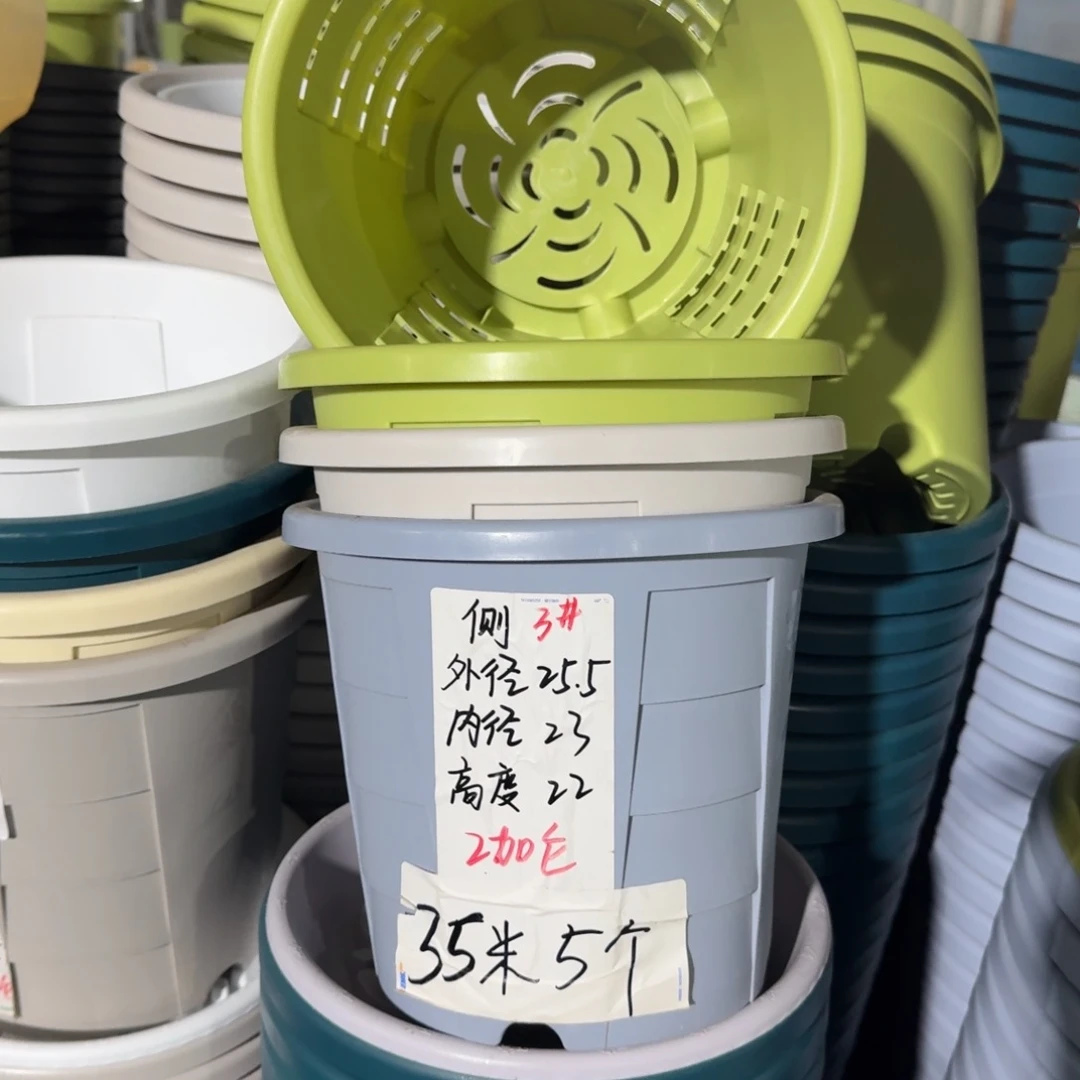 侧 3#
外径 25.5
内径 23
高度 22
2加仑
35米 5个